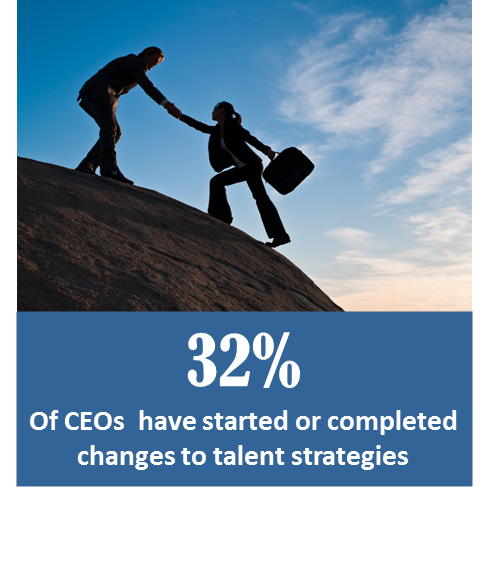 32%
Of CEOs  have started or completed
changes to talent strategies